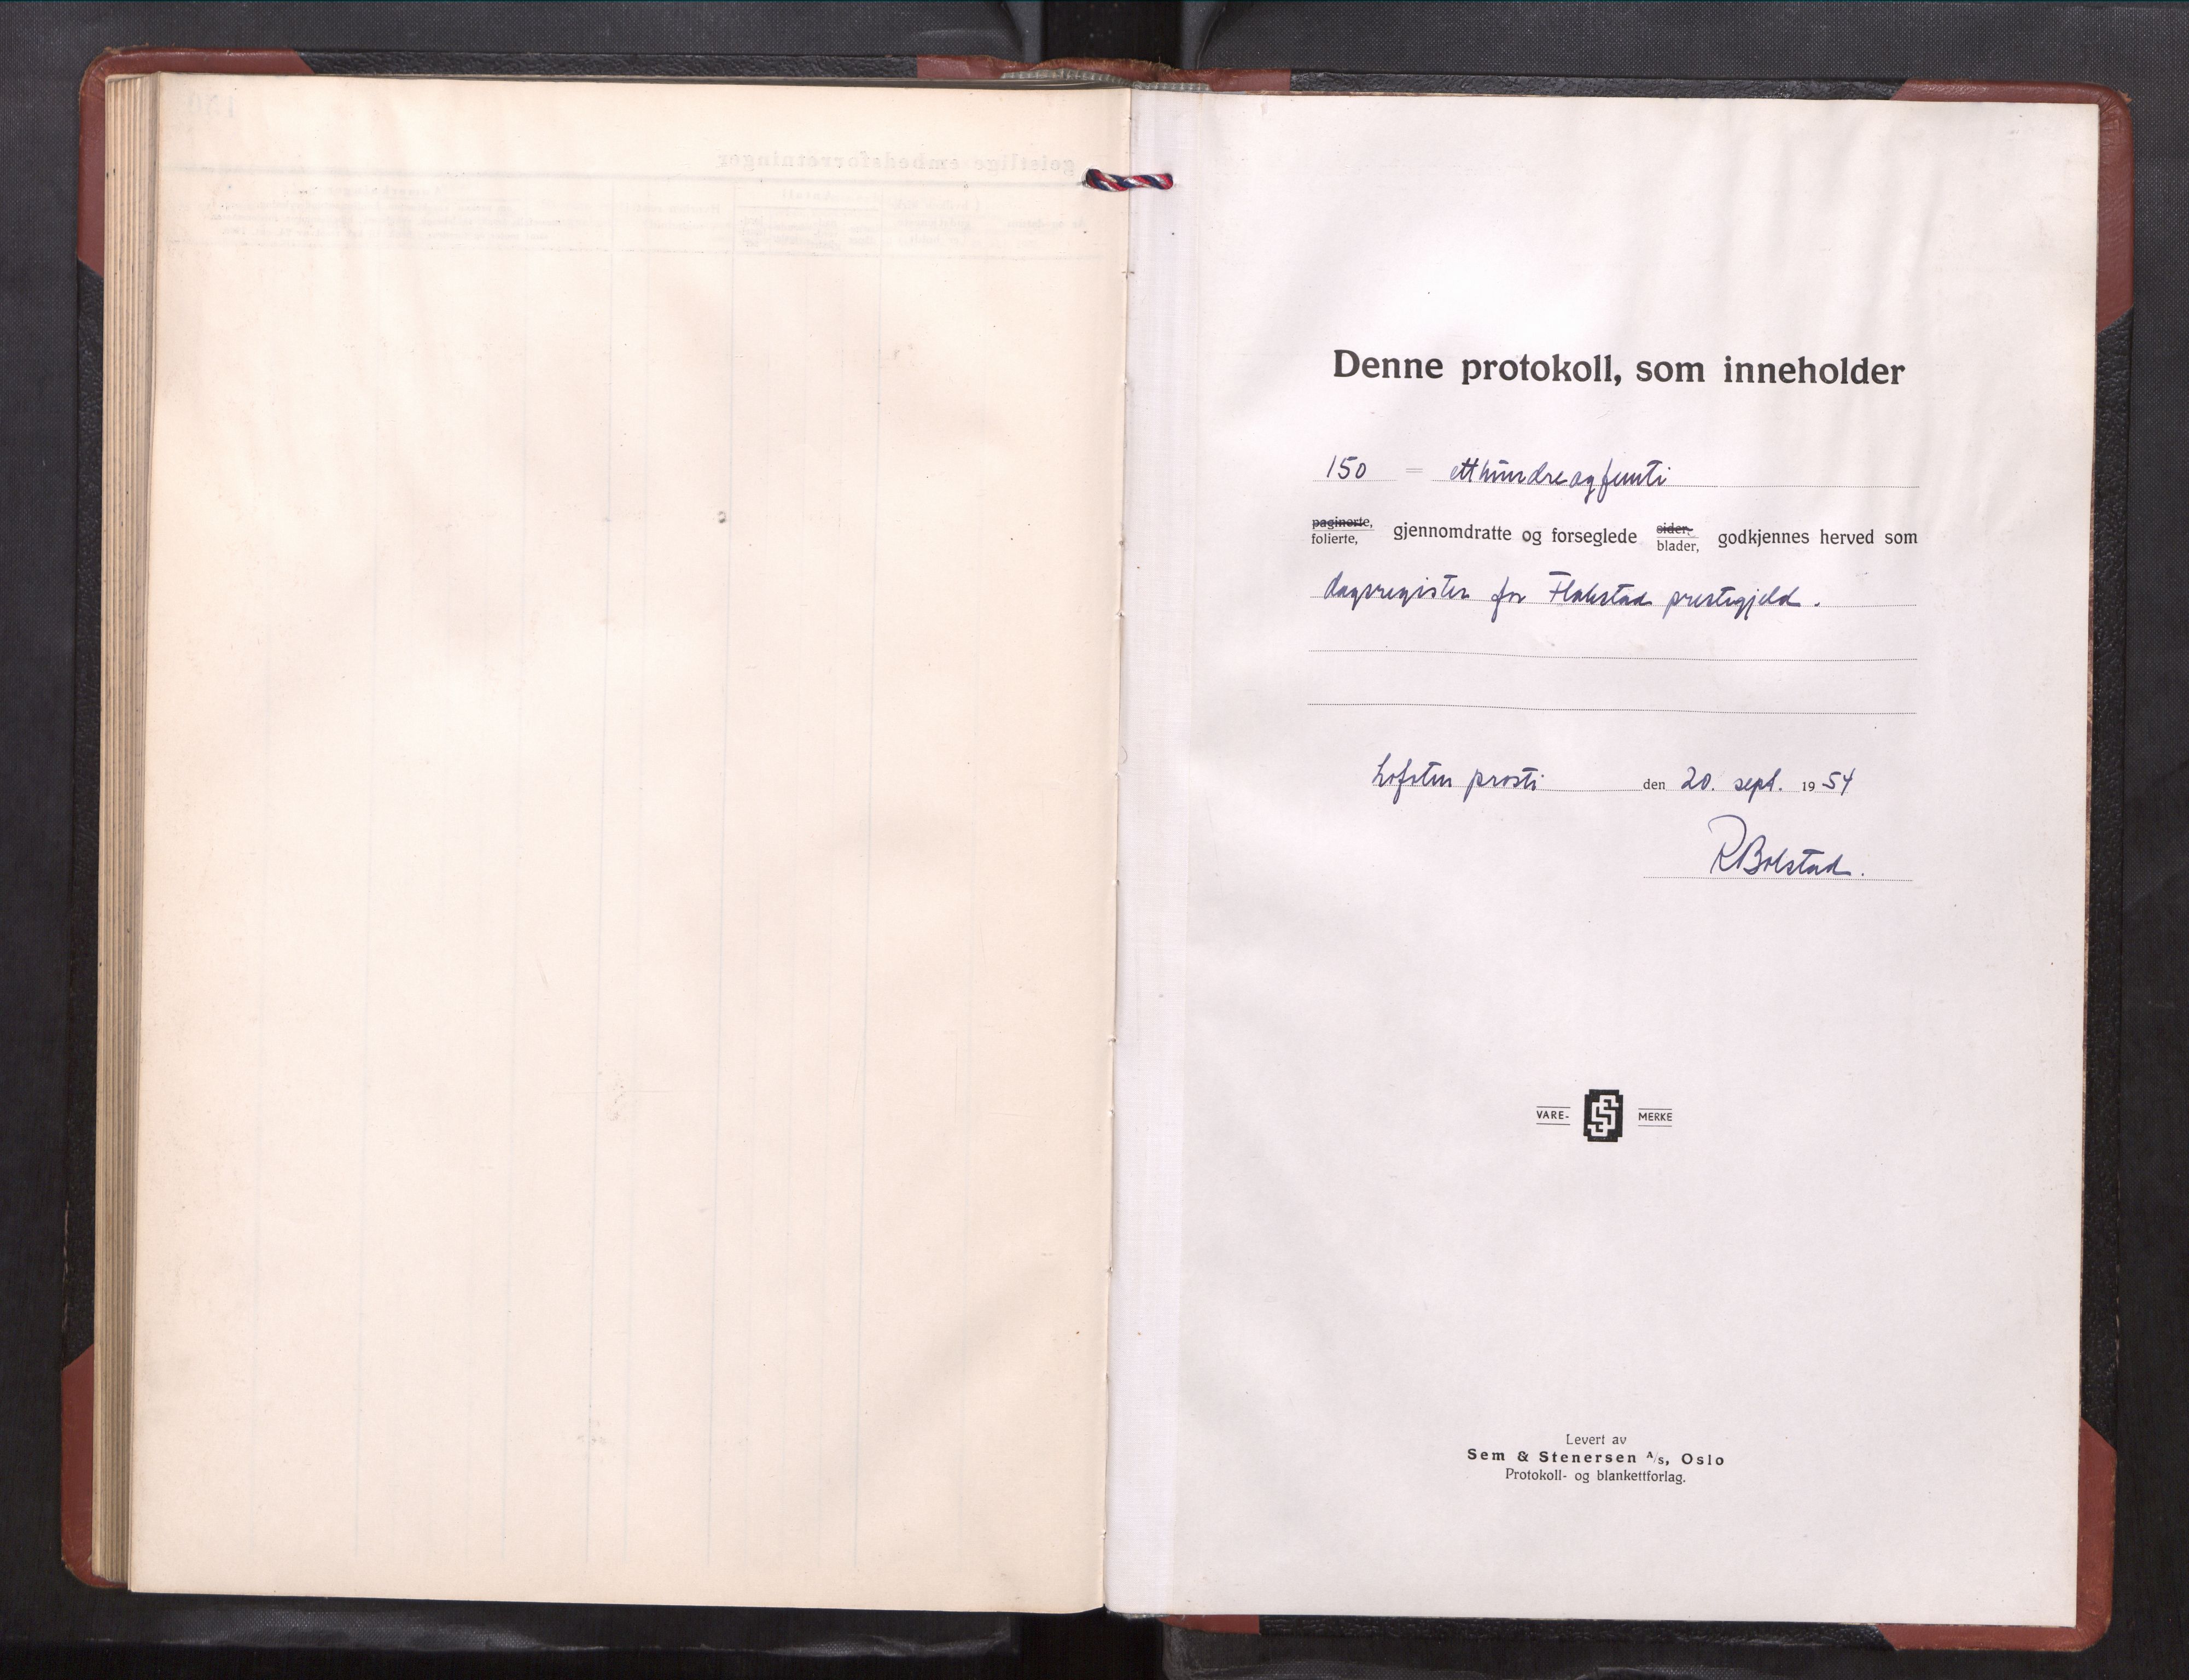 Denne protokoll, som inneholder
150 = etthundreogfemti
paginerte, folierte, gjennomdratte og forseglede sider, blader, godkjennes herved som
dagsregister for Flakstad prestegjeld.
Lofoten prosti den 20. sept. 1954
R Bolstad.
VARE- MERKE
Levert av
Sem & Stenersen A/s, Oslo
Protokoll- og blankettforlag.